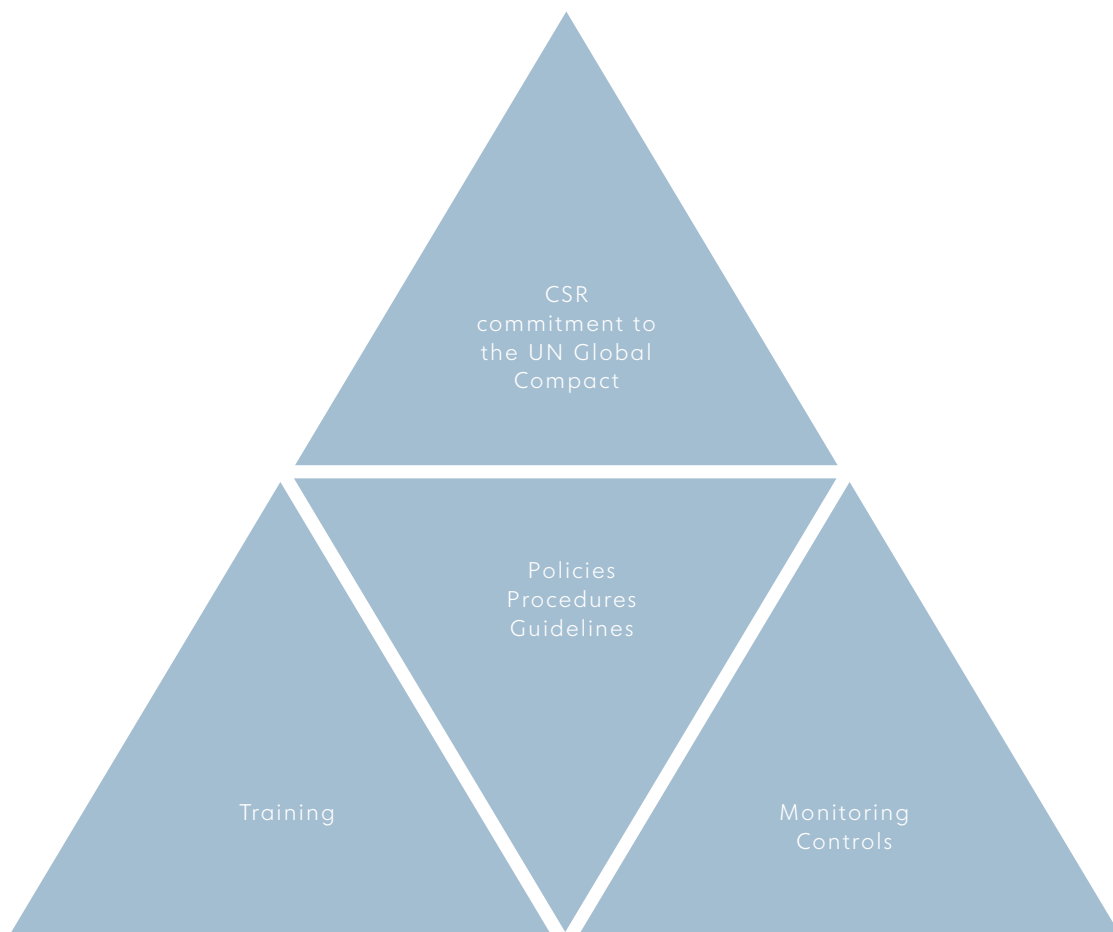 CSR
commitment to
the UN Global
Compact
Policies
Procedures
Guidelines
Training
Monitoring
Controls